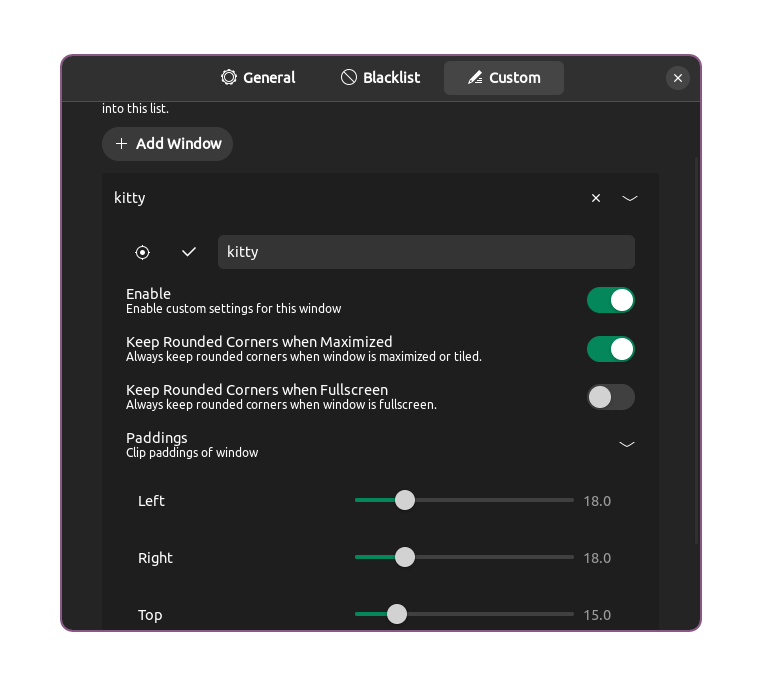 General
Blacklist
Custom
into this list.
Add Window
kitty
kitty
Enable
Enable custom settings for this window
Keep Rounded Corners when Maximized
Always keep rounded corners when window is maximized or tiled.
Keep Rounded Corners when Fullscreen
Always keep rounded corners when window is fullscreen.
Paddings
Clip paddings of window
Left 18.0
Right 18.0
Top 15.0